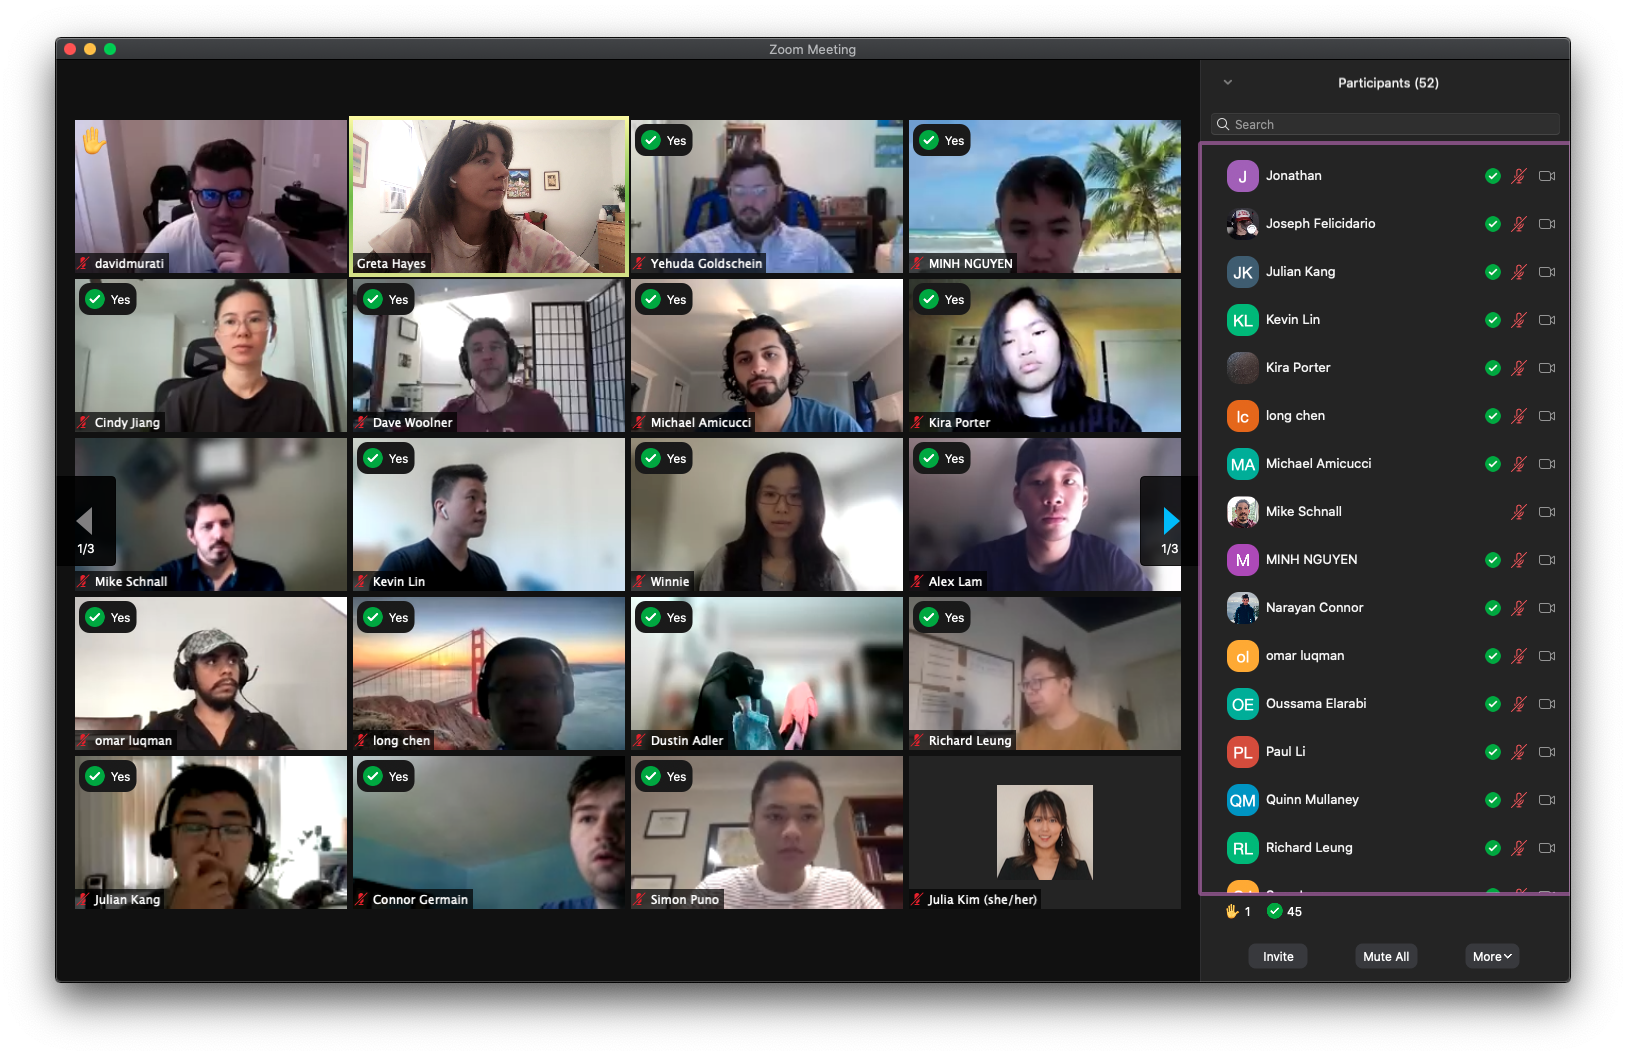 Zoom Meeting
davidmurati
Greta Hayes
Yes
Yehuda Goldschein
Yes
MINH NGUYEN
Yes
Cindy Jiang
Yes
Dave Woolner
Yes
Michael Amicucci
Yes
Kira Porter
Mike Schnall
Yes
Kevin Lin
Yes
Winnie
Yes
Alex Lam
1/3
1/3
Yes
omar luqman
Yes
long chen
Yes
Dustin Adler
Yes
Richard Leung
Yes
Julian Kang
Yes
Connor Germain
Yes
Simon Puno
Julia Kim (she/her)
Participants (52)
Search
J Jonathan
Joseph Felicidario
JK Julian Kang
KL Kevin Lin
Kira Porter
lc long chen
MA Michael Amicucci
Mike Schnall
M MINH NGUYEN
Narayan Connor
ol omar luqman
OE Oussama Elarabi
PL Paul Li
QM Quinn Mullaney
RL Richard Leung
1 45
Invite Mute All More